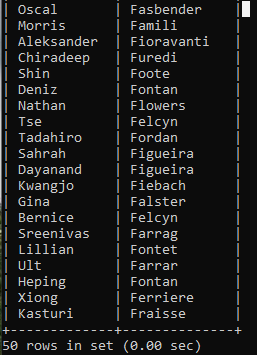 | Oscal | Fasbender |
| Morris | Famili |
| Aleksander | Fioravanti |
| Chiradeep | Furedi |
| Shin | Foote |
| Deniz | Fontan |
| Nathan | Flowers |
| Tse | Felcyn |
| Tadahiro | Fordan |
| Sahrah | Figueira |
| Dayanand | Figueira |
| Kwangjo | Fiebach |
| Gina | Falster |
| Bernice | Felcyn |
| Sreenivas | Farrag |
| Lillian | Fontet |
| Ult | Farrar |
| Heping | Fontan |
| Xiong | Ferriere |
| Kasturi | Fraisse |
+-------------+--------------+
50 rows in set (0.00 sec)